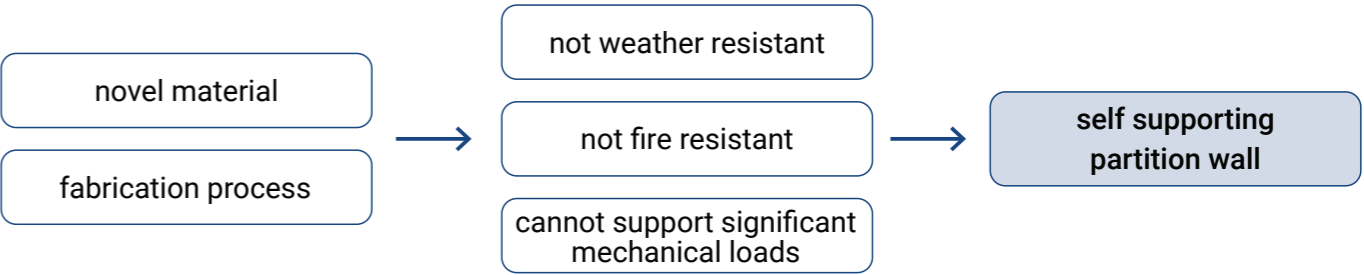 novel material
fabrication process
not weather resistant
not fire resistant
cannot support significant
mechanical loads
self supporting
partition wall